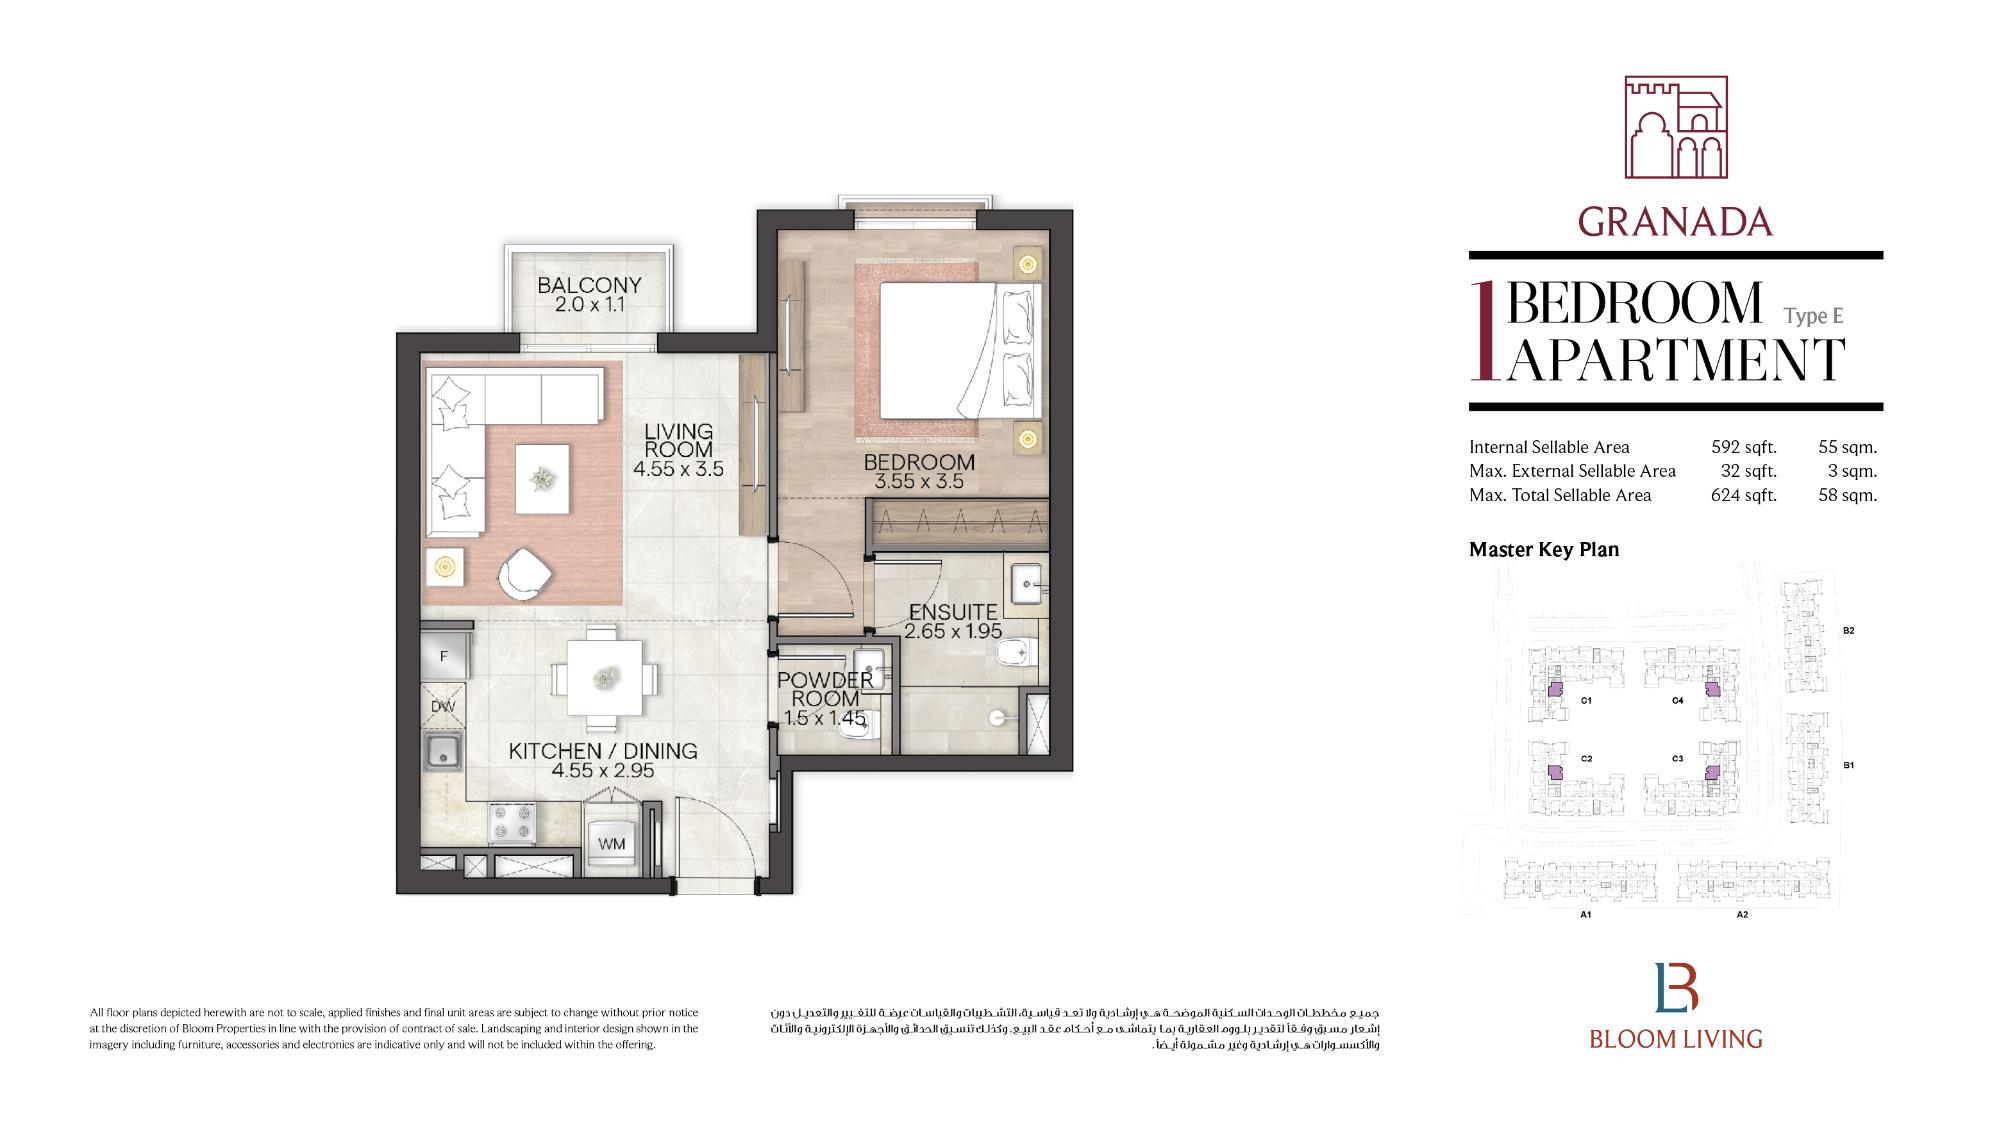 BALCONY
2.0 x 1.1
LIVING
ROOM
4.55 x 3.5
BEDROOM
3.55 x 3.5
ENSUITE
2.65 x 1.95
POWDER
ROOM
1.5 x 1.45
F
DW
KITCHEN / DINING
4.55 x 2.95
WM
GRANADA
1 BEDROOM Type E
APARTMENT
Internal Sellable Area 592 sqft. 55 sqm.
Max. External Sellable Area 32 sqft. 3 sqm.
Max. Total Sellable Area 624 sqft. 58 sqm.
Master Key Plan
B2
C1 C4
C2 C3
B1
A1 A2
BLOOM LIVING
All floor plans depicted herewith are not to scale, applied finishes and final unit areas are subject to change without prior notice
at the discretion of Bloom Properties in line with the provision of contract of sale. Landscaping and interior design shown in the
imagery including furniture, accessories and electronics are indicative only and will not be included within the offering.
جميع مخططات الوحدات السكنية الموضحة هي إرشادية ولا تعد قياسية، التشطيبات والقياسات عرضة للتغيير والتعديل دون
إشعار مسبق وفقاً لتقدير بلووم العقارية بما يتماشى مع أحكام عقد البيع. وكذلك تنسيق الحدائق والأجهزة الإلكترونية والأثاث
والأكسسوارات هي إرشادية وغير مشمولة أيضاً.